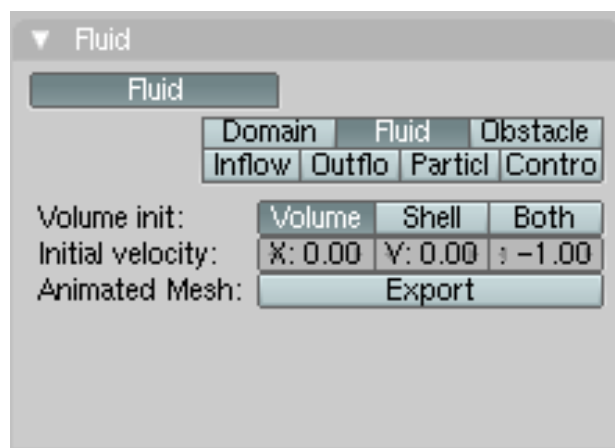 Fluid
Fluid
Domain Fluid Obstacle
Inflow Outflo Particl Contro
Volume init: Volume Shell Both
Initial velocity: X: 0.00 Y: 0.00 -1.00
Animated Mesh: Export